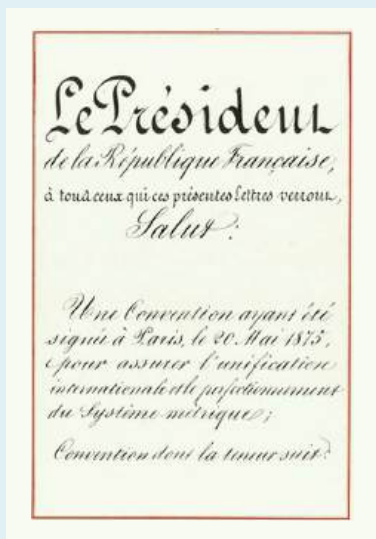 Le Président
de la République Française,
à tous ceux qui ces présentes Lettres verront,
Salut :
Une Convention ayant été
signée à Paris, le 20 Mai 1875,
pour assurer l'unification
internationale et le perfectionnement
du Système métrique ;
Convention dont la teneur suit :